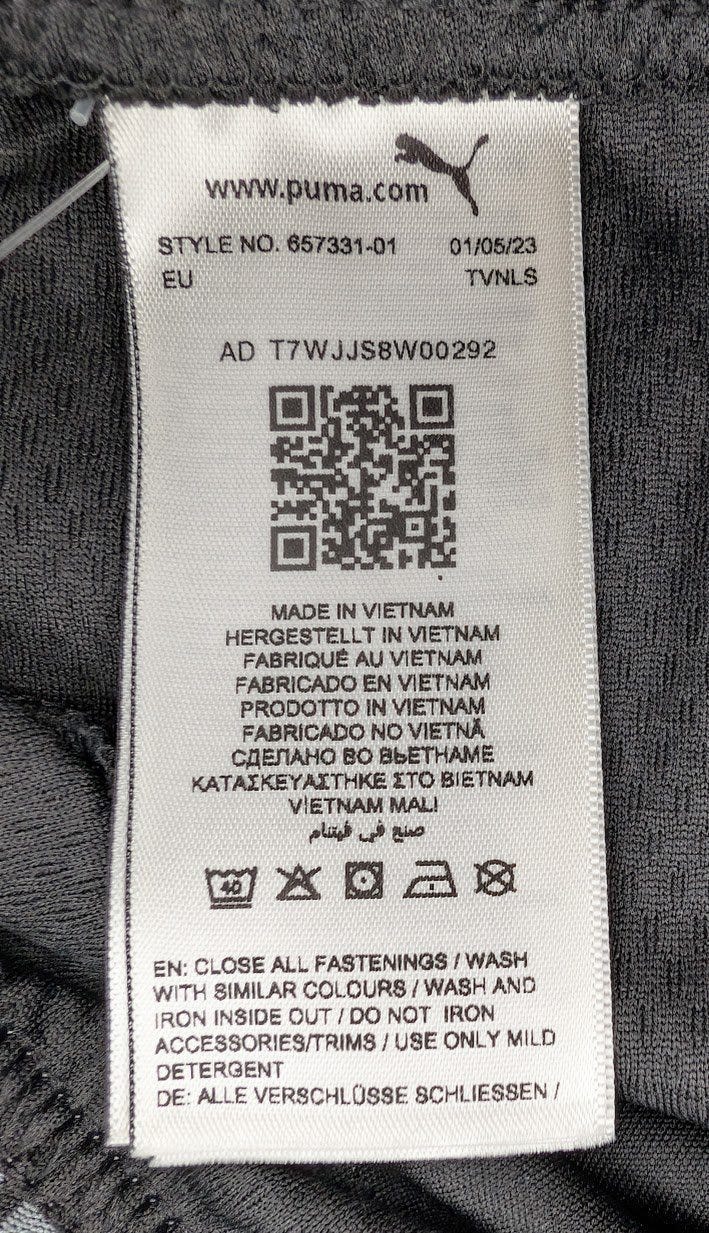 www.puma.com
STYLE NO. 657331-01 01/05/23
EU TVNLS
AD T7WJJS8W00292
MADE IN VIETNAM
HERGESTELLT IN VIETNAM
FABRIQUÉ AU VIETNAM
FABRICADO EN VIETNAM
PRODOTTO IN VIETNAM
FABRICADO NO VIETNÃ
СДЕЛАНО ВО ВЬЕТНАМЕ
ΚΑΤΑΣΚΕΥΑΣΤΗΚΕ ΣΤΟ ΒΙΕΤΝΑΜ
VİETNAM MALI
صنع في فيتنام
40
EN: CLOSE ALL FASTENINGS / WASH
WITH SIMILAR COLOURS / WASH AND
IRON INSIDE OUT / DO NOT IRON
ACCESSORIES/TRIMS / USE ONLY MILD
DETERGENT
DE: ALLE VERSCHLÜSSE SCHLIESSEN /